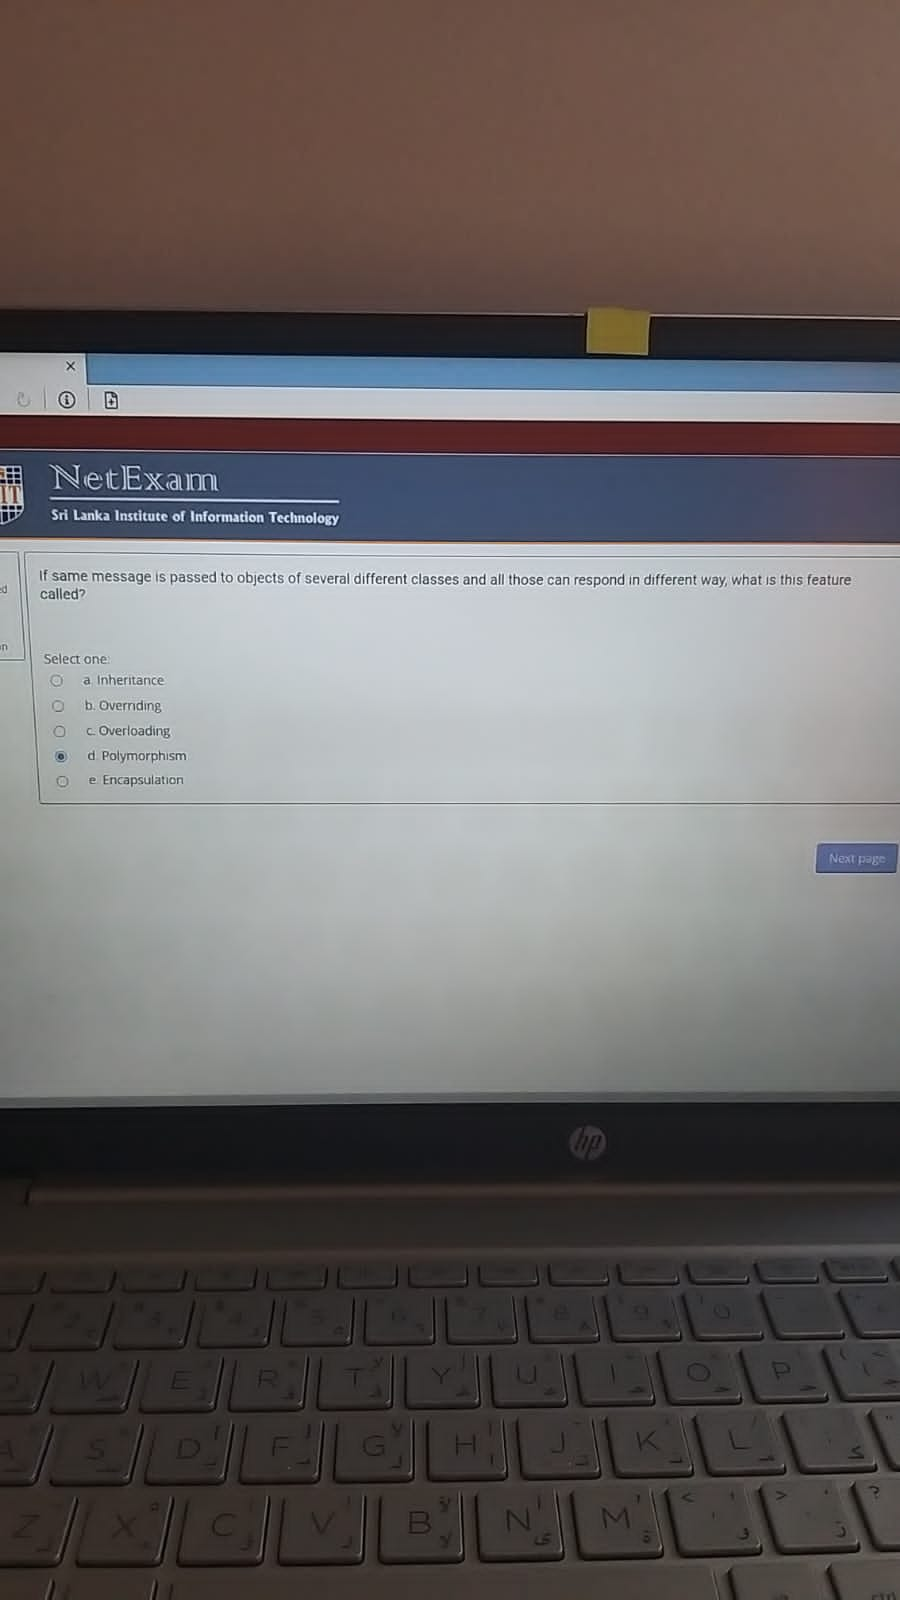 NetExam
Sri Lanka Institute of Information Technology
If same message is passed to objects of several different classes and all those can respond in different way, what is this feature
called?
Select one:
a. Inheritance
b. Overriding
c. Overloading
d. Polymorphism
e. Encapsulation
Next page
hp
W E R T Y U I O P
A S D F G H J K L
Z X C V B N M